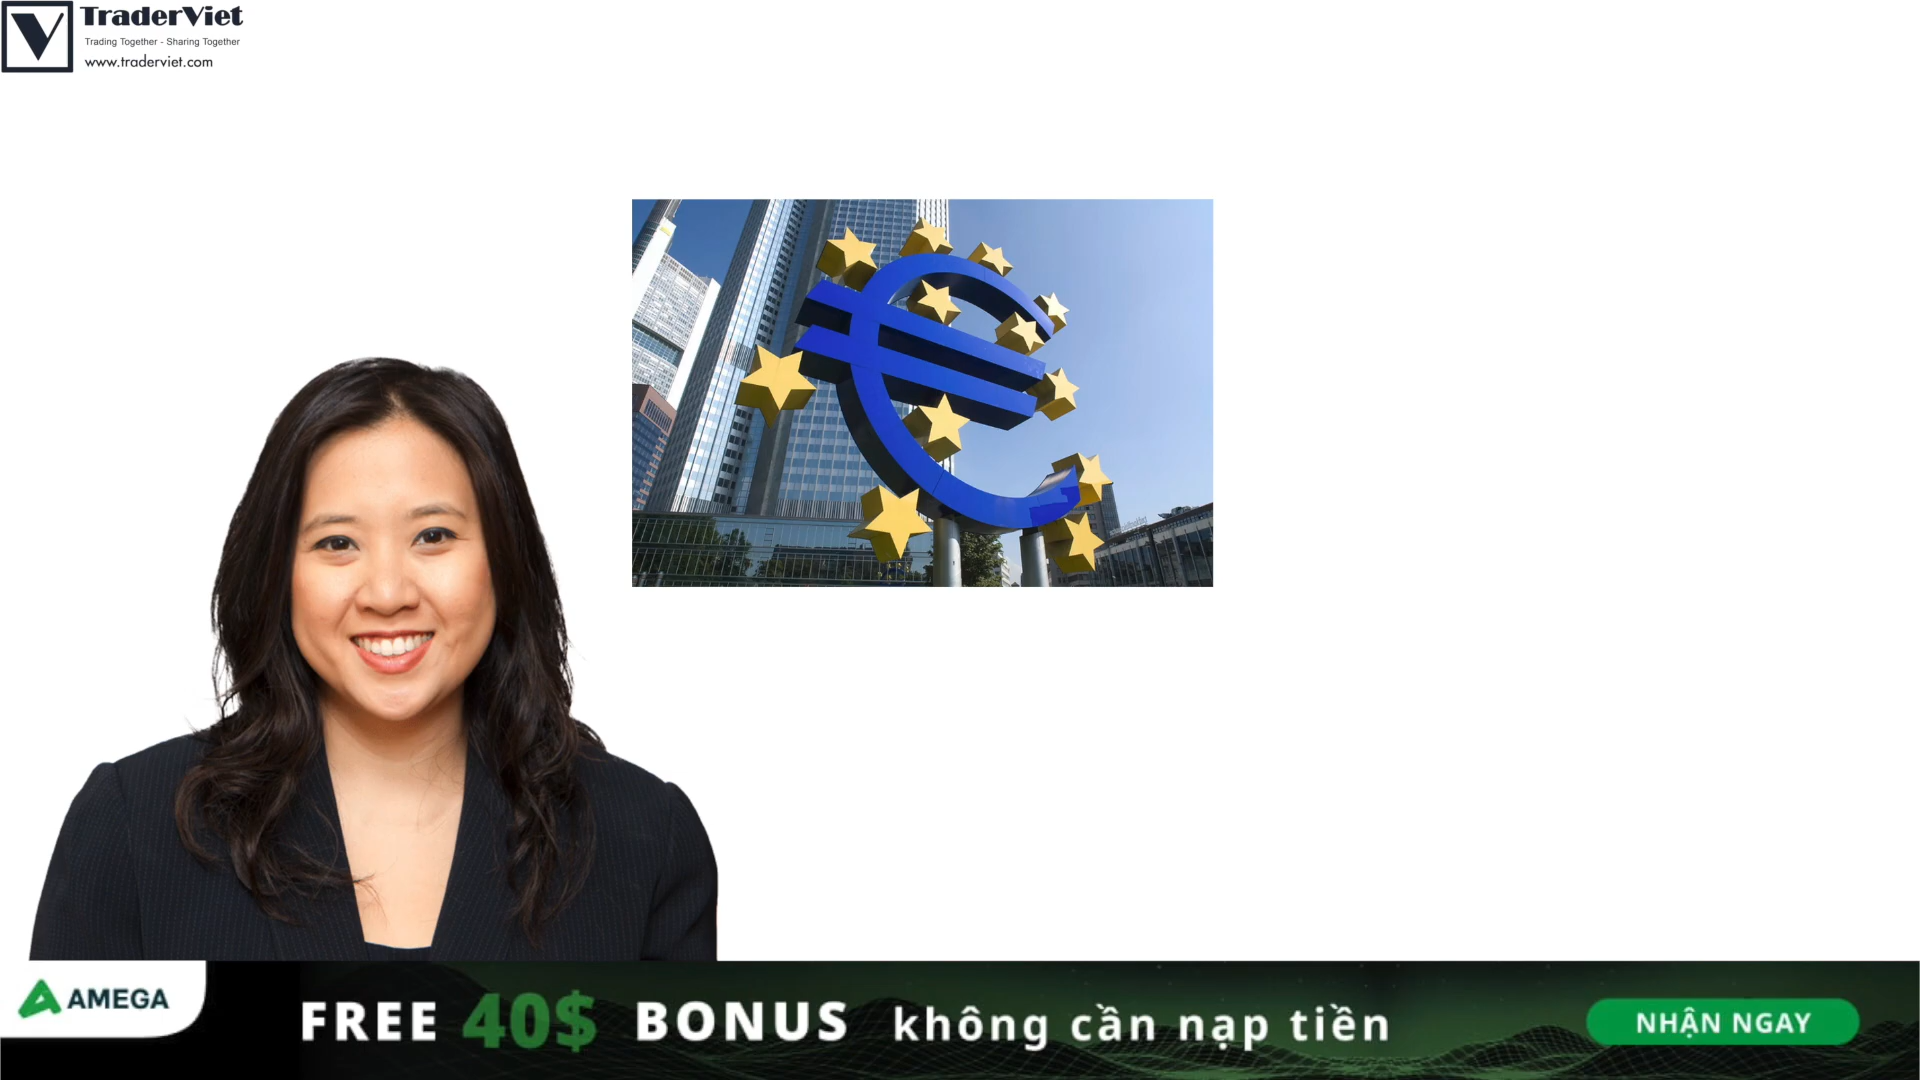 TraderViet
Trading Together - Sharing Together
www.traderviet.com
AMEGA
FREE 40$ BONUS không cần nạp tiền
NHẬN NGAY